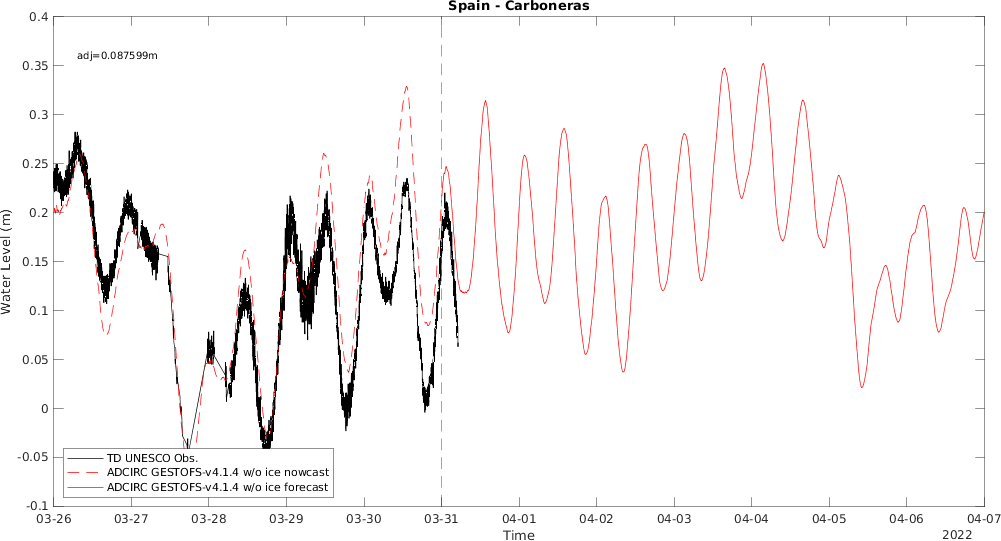 Spain - Carboneras
0.4
0.35
0.3
0.25
0.2
0.15
0.1
0.05
0
-0.05
-0.1
Water Level (m)
adj=0.087599m
TD UNESCO Obs.
ADCIRC GESTOFS-v4.1.4 w/o ice nowcast
ADCIRC GESTOFS-v4.1.4 w/o ice forecast
03-26 03-27 03-28 03-29 03-30 03-31 04-01 04-02 04-03 04-04 04-05 04-06 04-07
Time
2022